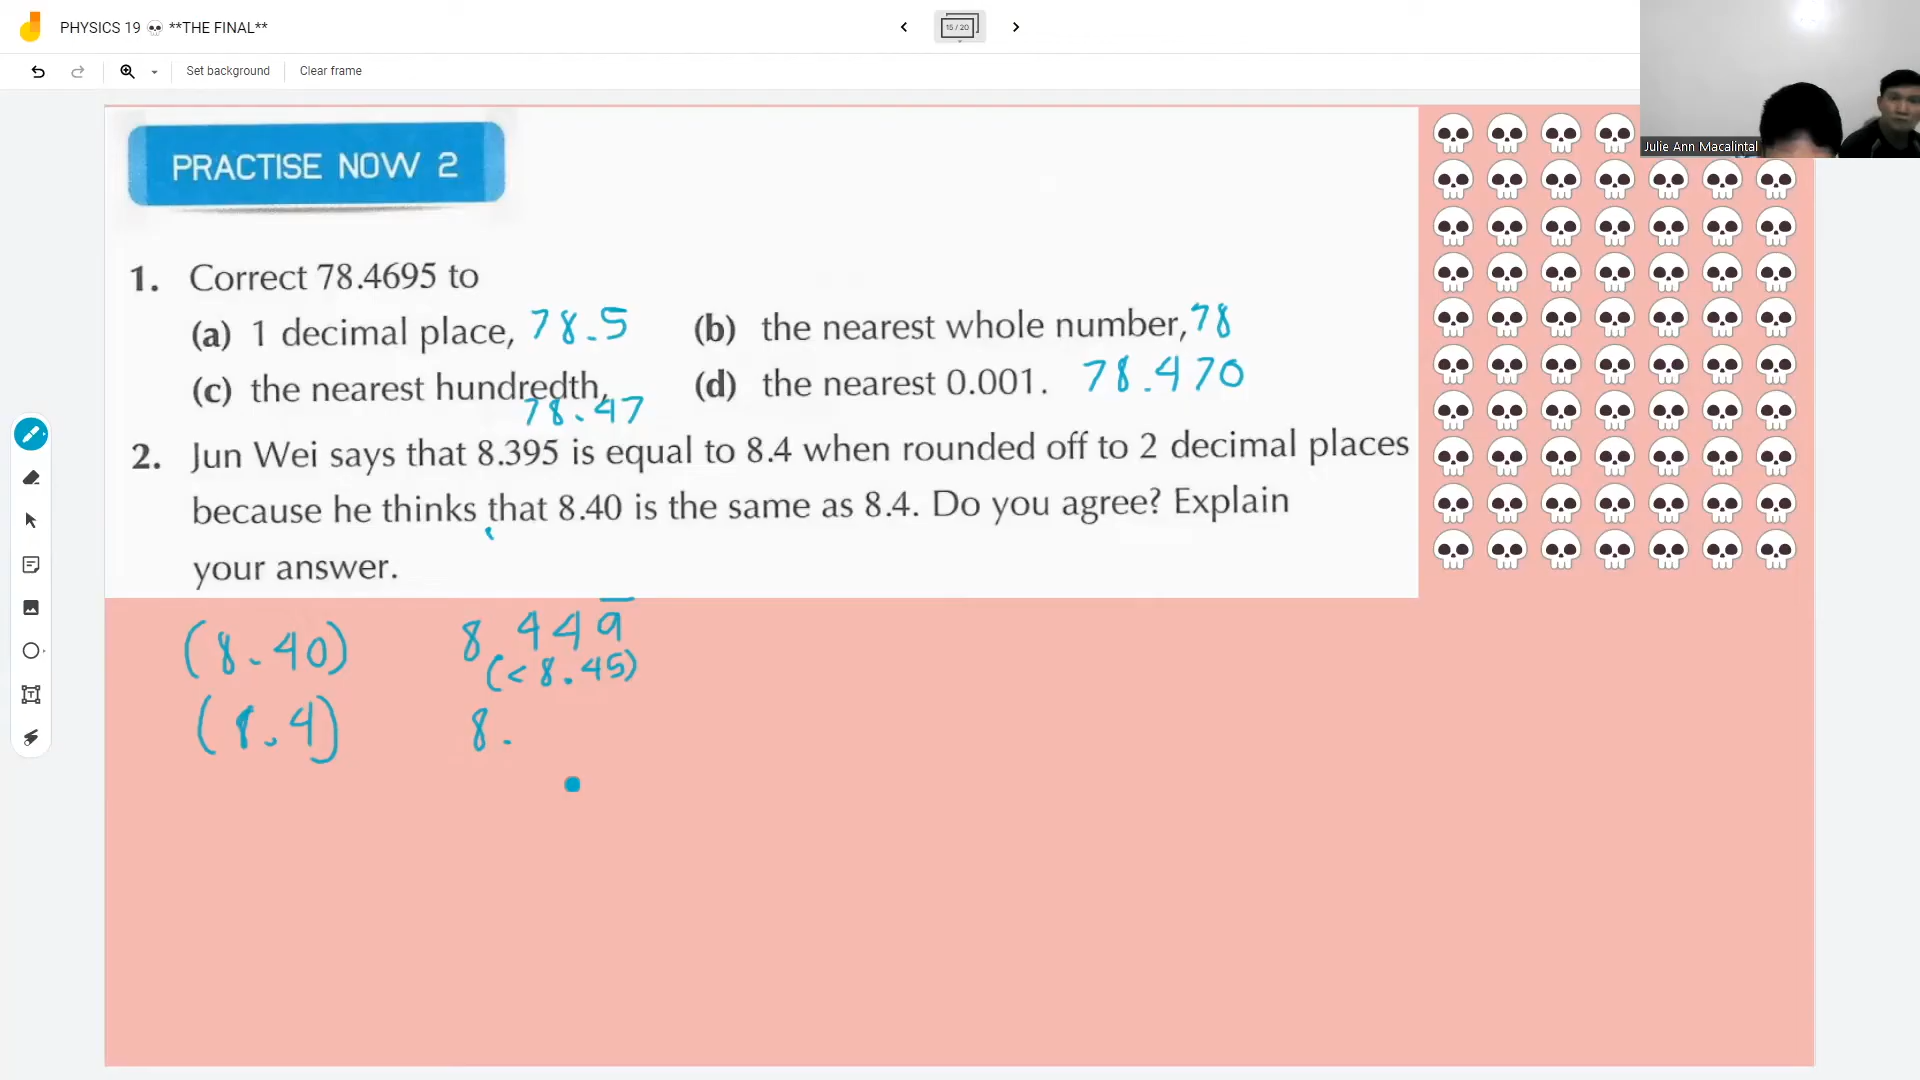 PHYSICS 19 💀 **THE FINAL**
15 / 20
Set background
Clear frame
Julie Ann Macalintal
PRACTISE NOW 2
1. Correct 78.4695 to
(a) 1 decimal place, 78.5 (b) the nearest whole number, 78
(c) the nearest hundredth, 78.47 (d) the nearest 0.001. 78.470
2. Jun Wei says that 8.395 is equal to 8.4 when rounded off to 2 decimal places
because he thinks that 8.40 is the same as 8.4. Do you agree? Explain
your answer.
(8.40) 8.449
(<8.45)
(8.4) 8.